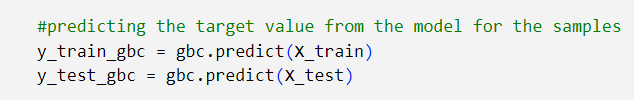 #predicting the target value from the model for the samples
y_train_gbc = gbc.predict(X_train)
y_test_gbc = gbc.predict(X_test)